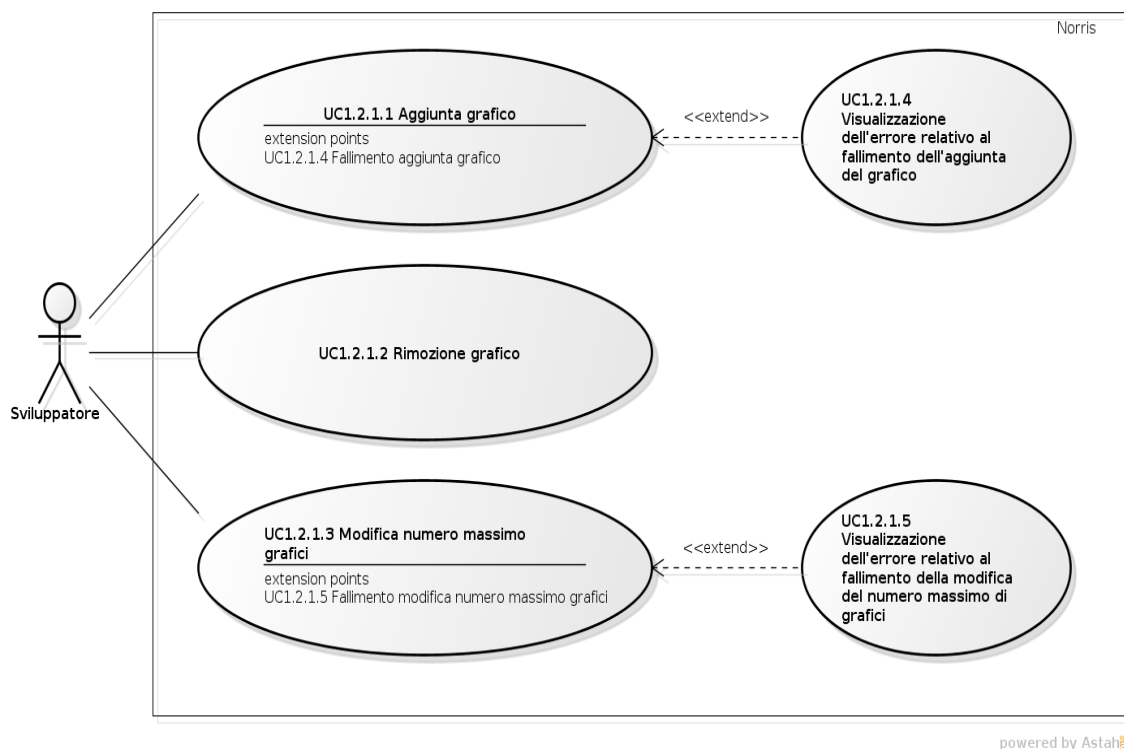 Norris
UC1.2.1.1 Aggiunta grafico
extension points
UC1.2.1.4 Fallimento aggiunta grafico
<<extend>>
UC1.2.1.4
Visualizzazione
dell'errore relativo al
fallimento dell'aggiunta
del grafico
UC1.2.1.2 Rimozione grafico
Sviluppatore
UC1.2.1.3 Modifica numero massimo
grafici
extension points
UC1.2.1.5 Fallimento modifica numero massimo grafici
<<extend>>
UC1.2.1.5
Visualizzazione
dell'errore relativo al
fallimento della modifica
del numero massimo di
grafici
powered by Astah